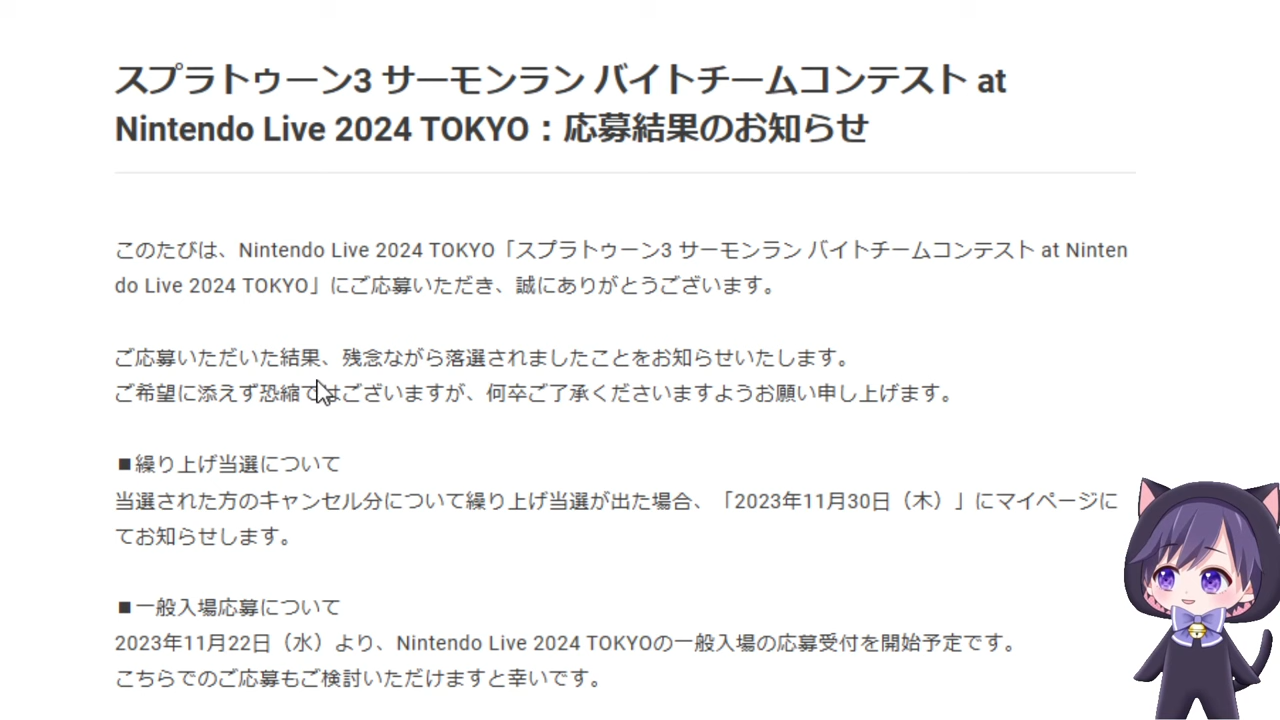 スプラトゥーン3 サーモンラン バイトチームコンテスト at
Nintendo Live 2024 TOKYO：応募結果のお知らせ
このたびは、Nintendo Live 2024 TOKYO「スプラトゥーン3 サーモンラン バイトチームコンテスト at Ninten
do Live 2024 TOKYO」にご応募いただき、誠にありがとうございます。
ご応募いただいた結果、残念ながら落選されましたことをお知らせいたします。
ご希望に添えず恐縮ではございますが、何卒ご了承くださいますようお願い申し上げます。
■繰り上げ当選について
当選された方のキャンセル分について繰り上げ当選が出た場合、「2023年11月30日（木）」にマイページに
てお知らせします。
■一般入場応募について
2023年11月22日（水）より、Nintendo Live 2024 TOKYOの一般入場の応募受付を開始予定です。
こちらでのご応募もご検討いただけますと幸いです。